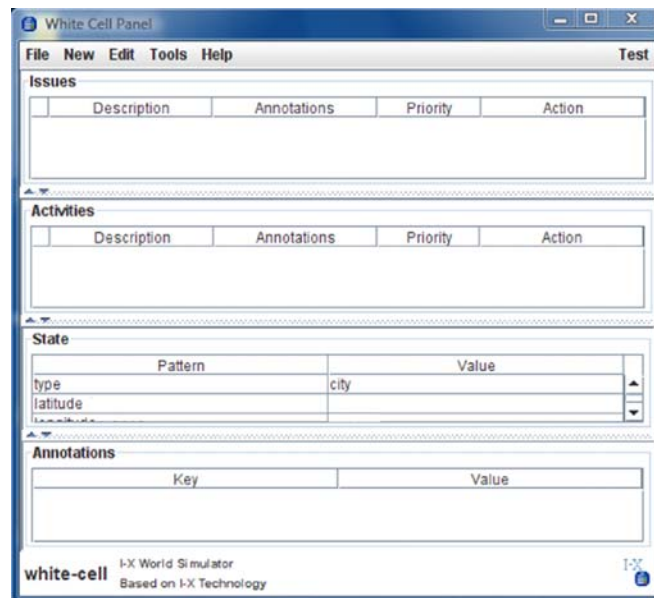 White Cell Panel
File New Edit Tools Help Test
Issues
Description Annotations Priority Action
Activities
Description Annotations Priority Action
State
Pattern Value
type city
latitude
Annotations
Key Value
white-cell
I-X World Simulator
Based on I-X Technology
I-X